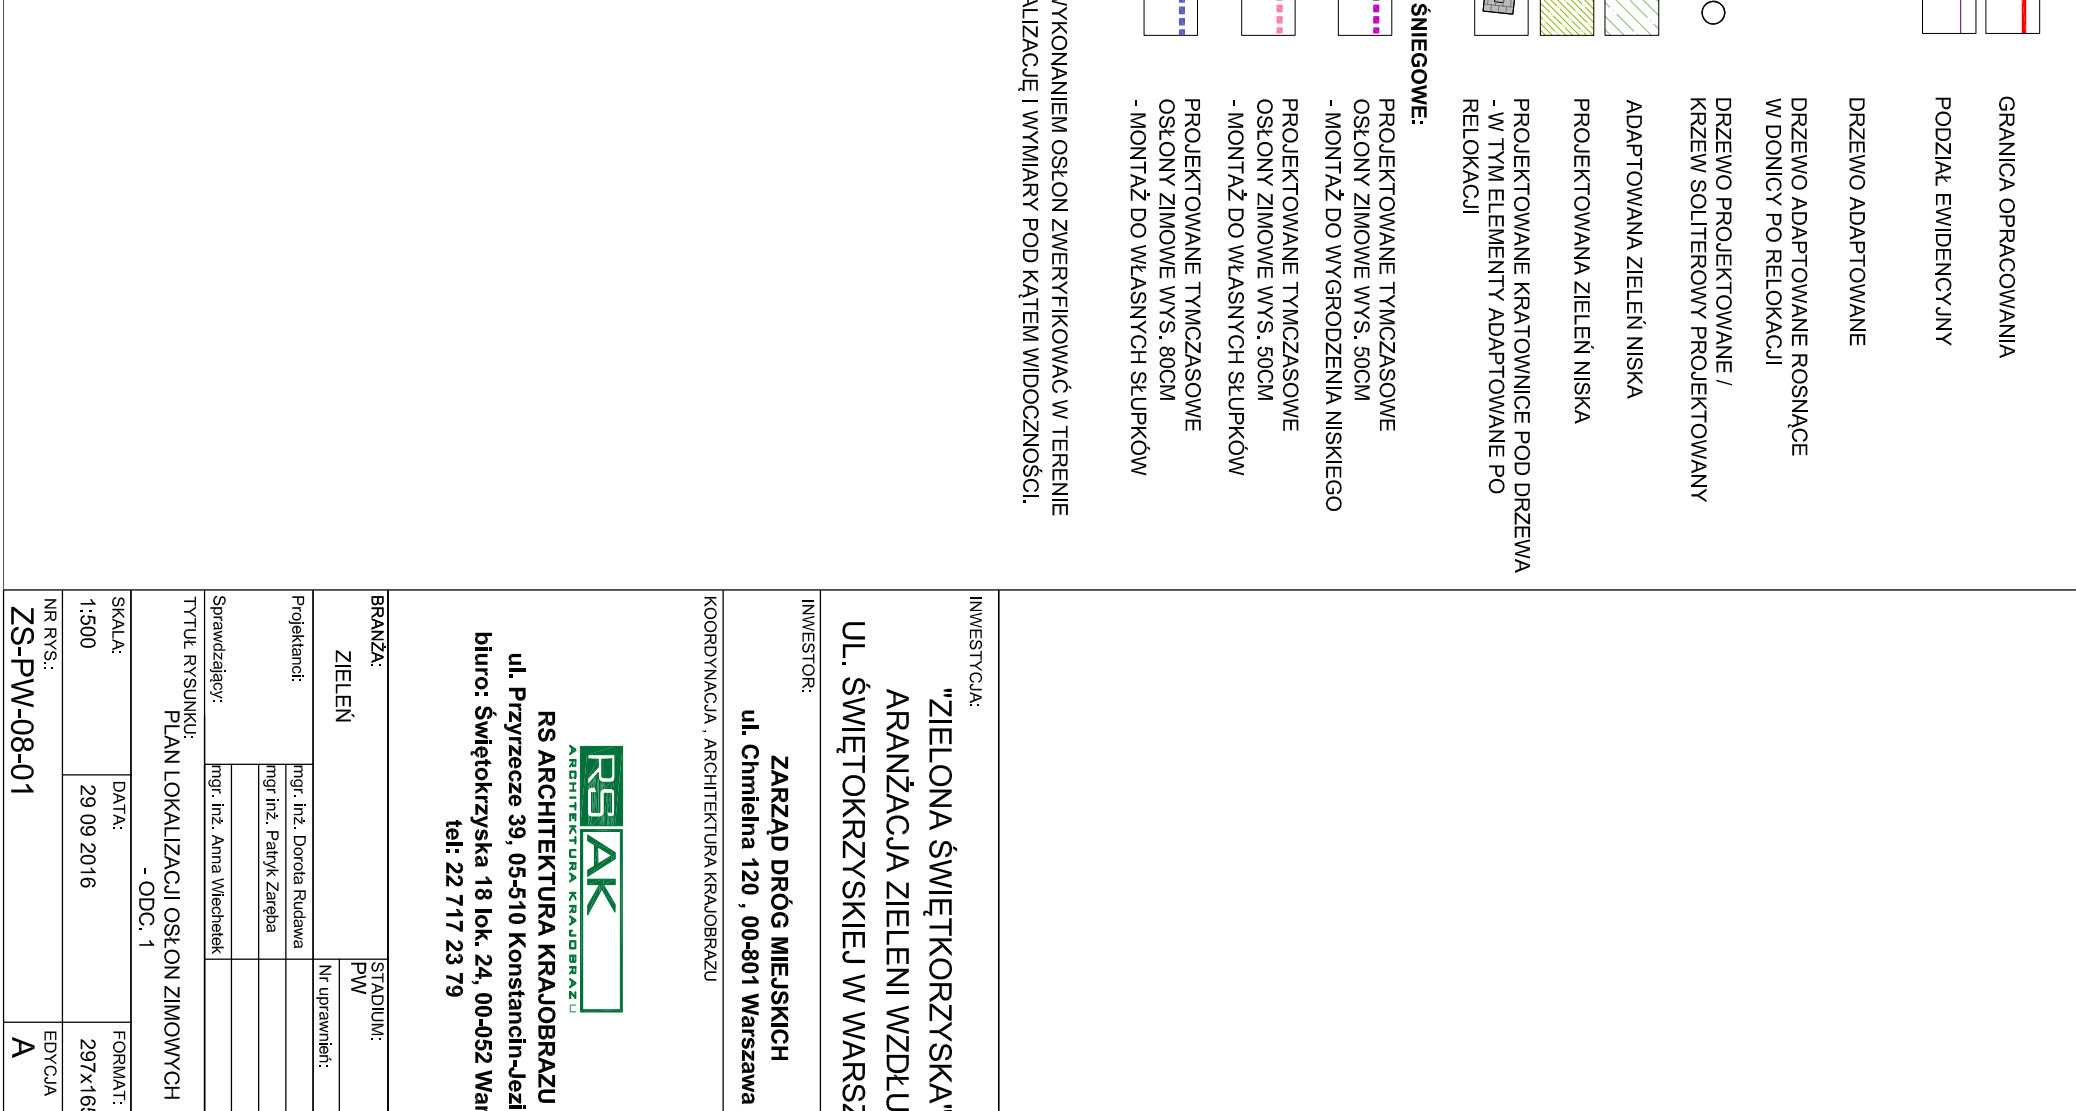 GRANICA OPRACOWANIA
PODZIAŁ EWIDENCYJNY
DRZEWO ADAPTOWANE
DRZEWO ADAPTOWANE ROSNĄCE
W DONICY PO RELOKACJI
DRZEWO PROJEKTOWANE /
KRZEW SOLITEROWY PROJEKTOWANY
ADAPTOWANA ZIELEŃ NISKA
PROJEKTOWANA ZIELEŃ NISKA
PROJEKTOWANE KRATOWNICE POD DRZEWA
- W TYM ELEMENTY ADAPTOWANE PO
RELOKACJI
ŚNIEGOWE:
PROJEKTOWANE TYMCZASOWE
OSŁONY ZIMOWE WYS. 50CM
- MONTAŻ DO WYGRODZENIA NISKIEGO
PROJEKTOWANE TYMCZASOWE
OSŁONY ZIMOWE WYS. 50CM
- MONTAŻ DO WŁASNYCH SŁUPKÓW
PROJEKTOWANE TYMCZASOWE
OSŁONY ZIMOWE WYS. 80CM
- MONTAŻ DO WŁASNYCH SŁUPKÓW
WYKONANIEM OSŁON ZWERYFIKOWAĆ W TERENIE
ALIZACJĘ I WYMIARY POD KĄTEM WIDOCZNOŚCI.
INWESTYCJA:
"ZIELONA ŚWIĘTKORZYSKA"
ARANŻACJA ZIELENI WZDŁU
UL. ŚWIĘTOKRZYSKIEJ W WARSZ
INWESTOR:
ZARZĄD DRÓG MIEJSKICH
ul. Chmielna 120 , 00-801 Warszawa
KOORDYNACJA , ARCHITEKTURA KRAJOBRAZU
RS AK
ARCHITEKTURA KRAJOBRAZU
RS ARCHITEKTURA KRAJOBRAZU
ul. Przyrzecze 39, 05-510 Konstancin-Jezi
biuro: Świętokrzyska 18 lok. 24, 00-052 War
tel: 22 717 23 79
BRANŻA:
ZIELEŃ
STADIUM:
PW
Nr uprawnień:
Projektanci:
mgr. inż. Dorota Rudawa
mgr inż. Patryk Zaręba
Sprawdzający:
mgr. inż. Anna Wiechetek
TYTUŁ RYSUNKU:
PLAN LOKALIZACJI OSŁON ZIMOWYCH
- ODC. 1
SKALA:
1:500
DATA:
29 09 2016
FORMAT:
297x165
NR RYS.:
ZS-PW-08-01
EDYCJA
A